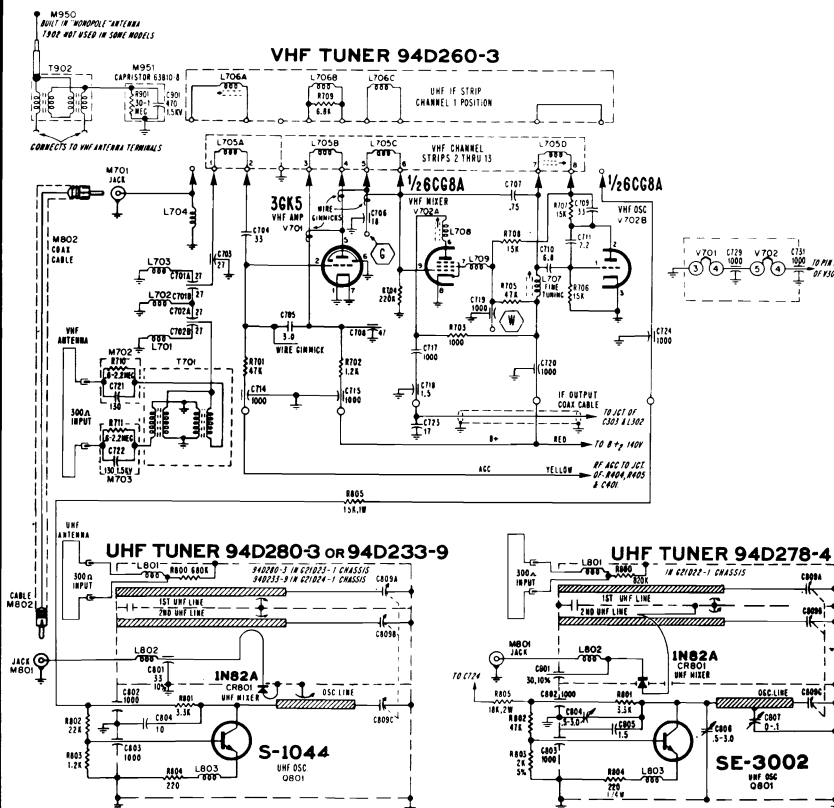 M950
BUILT IN "MONOPOLE" ANTENNA
T902 NOT USED IN SOME MODELS
VHF TUNER 94D260-3
T902
M951
CAPRISTOR 63B10-8
R901
30-1
MEG
C901
470
1.5KV
CONNECTS TO VHF ANTENNA TERMINALS
L706A
L706B
R709
6.8K
L706C
UHF IF STRIP
CHANNEL 1 POSITION
L705A
L705B
L705C
VHF CHANNEL
STRIPS 2 THRU 13
L705D
1
2
3
4
5
6
7
8
M701
JACK
L704
M802
COAX
CABLE
L703
C701A
27
L702
C701B
27
C702A
27
C702B
L701
C703
27
C704
33
3GK5
VHF AMP
V701
WIRE
GIMMICKS
C706
18
G
R704
220K
½6CG8A
VHF MIXER
V702A
L708
L709
C707
.75
R708
15K
R705
47K
C719
1000
W
R707
15K
C709
33
C710
6.8
C711
7.2
L707
FINE
TUNING
R706
15K
½6CG8A
VHF OSC
V702B
V701
C729
1000
V702
C731
1000
3
4
5
4
TO PIN
OF V30
VHF
ANTENNA
300Ω
INPUT
M702
R710
.6-2.2MEG
C721
130
R711
.6-2.2MEG
C722
130 1.5KV
M703
T701
R701
47K
C705
3.0
WIRE GIMMICK
C708
47
R702
1.2K
C714
1000
C715
1000
C717
1000
R703
1000
C718
1.5
C720
1000
C723
17
C724
1000
IF OUTPUT
COAX CABLE
TO JCT OF
C303 & L302
B+
RED
TO B+2 140V
AGC
YELLOW
RF AGC TO JCT.
OF-R404,R405
& C401
R805
15K,1W
UHF
ANTENNA
300Ω
INPUT
CABLE
M802
JACK
M801
UHF TUNER 94D280-3 OR 94D233-9
94D280-3 IN G21D23-1 CHASSIS
94D233-9 IN G21D24-1 CHASSIS
L801
R800 680K
1ST UHF LINE
2ND UHF LINE
C809A
C809B
L802
C801
33
10%
1N82A
CR801
UHF MIXER
OSC LINE
C809C
C802
1000
R801
3.3K
R802
22K
C804
10
C803
1000
R803
1.2K
R804
220
L803
S-1044
UHF OSC
Q801
UHF TUNER 94D278-4
IN G21D22-1 CHASSIS
300Ω
INPUT
L801
R800
820K
1ST UHF LINE
2ND UHF LINE
C809A
C809B
M801
JACK
L802
C801
30,10%
1N82A
CR801
UHF MIXER
TO C724
R805
18K,2W
C802 1000
R801
3.3K
OSC.LINE
C809C
R802
47K
C804
.5-3.0
C805
1.5
C806
.5-3.0
C807
0-.1
R803
2K
5%
C803
1000
R804
220
1/4W
L803
SE-3002
UHF OSC
Q801